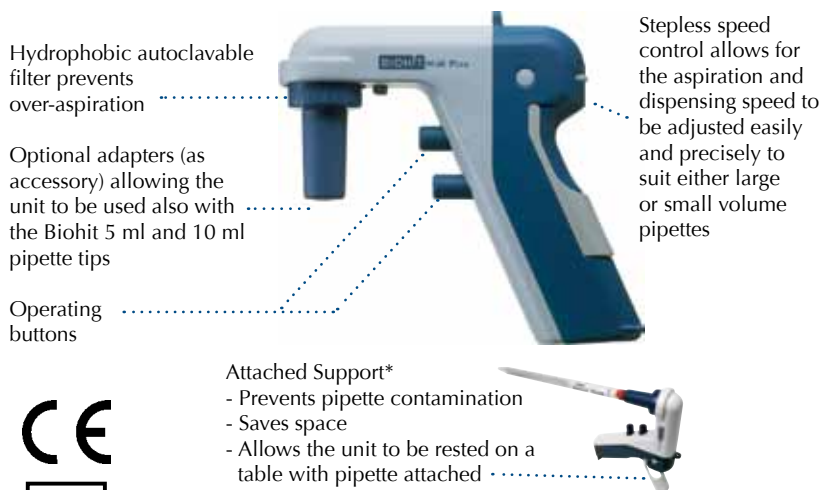 Hydrophobic autoclavable
filter prevents
over-aspiration
Optional adapters (as
accessory) allowing the
unit to be used also with
the Biohit 5 ml and 10 ml
pipette tips
Operating
buttons
BIOHIT Midi Plus
Stepless speed
control allows for
the aspiration and
dispensing speed to
be adjusted easily
and precisely to
suit either large
or small volume
pipettes
Attached Support*
- Prevents pipette contamination
- Saves space
- Allows the unit to be rested on a
table with pipette attached
CE